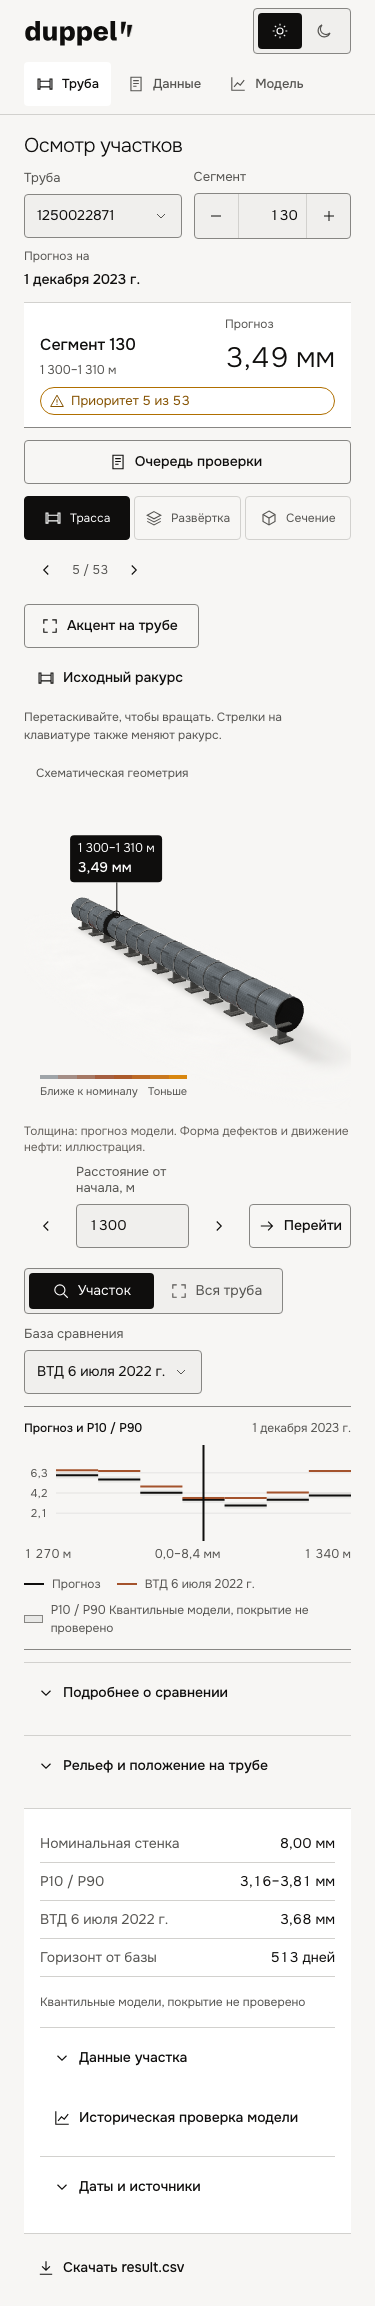 duppel
Труба
Данные
Модель
Осмотр участков
Труба
Сегмент
1250022871
130
Прогноз на
1 декабря 2023 г.
Прогноз
Сегмент 130
3,49 мм
1 300–1 310 м
Приоритет 5 из 53
Очередь проверки
Трасса
Развёртка
Сечение
5 / 53
Акцент на трубе
Исходный ракурс
Перетаскивайте, чтобы вращать. Стрелки на
клавиатуре также меняют ракурс.
Схематическая геометрия
1 300–1 310 м
3,49 мм
Ближе к номиналу Тоньше
Толщина: прогноз модели. Форма дефектов и движение
нефти: иллюстрация.
Расстояние от
начала, м
1 300
Перейти
Участок
Вся труба
База сравнения
ВТД 6 июля 2022 г.
Прогноз и P10 / P90
1 декабря 2023 г.
6,3
4,2
2,1
1 270 м
0,0–8,4 мм
1 340 м
Прогноз
ВТД 6 июля 2022 г.
P10 / P90 Квантильные модели, покрытие не
проверено
Подробнее о сравнении
Рельеф и положение на трубе
Номинальная стенка 8,00 мм
P10 / P90 3,16–3,81 мм
ВТД 6 июля 2022 г. 3,68 мм
Горизонт от базы 513 дней
Квантильные модели, покрытие не проверено
Данные участка
Историческая проверка модели
Даты и источники
Скачать result.csv